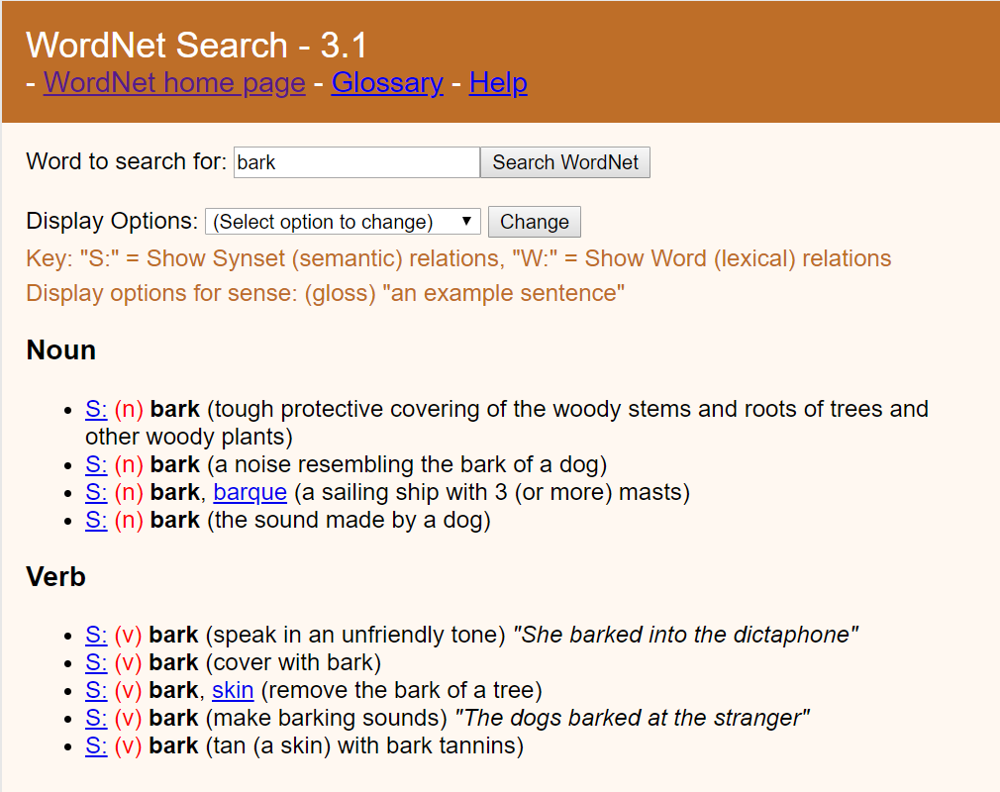 WordNet Search - 3.1
- WordNet home page - Glossary - Help
Word to search for: bark Search WordNet
Display Options: (Select option to change) Change
Key: "S:" = Show Synset (semantic) relations, "W:" = Show Word (lexical) relations
Display options for sense: (gloss) "an example sentence"
Noun
• S: (n) bark (tough protective covering of the woody stems and roots of trees and
other woody plants)
• S: (n) bark (a noise resembling the bark of a dog)
• S: (n) bark, barque (a sailing ship with 3 (or more) masts)
• S: (n) bark (the sound made by a dog)
Verb
• S: (v) bark (speak in an unfriendly tone) "She barked into the dictaphone"
• S: (v) bark (cover with bark)
• S: (v) bark, skin (remove the bark of a tree)
• S: (v) bark (make barking sounds) "The dogs barked at the stranger"
• S: (v) bark (tan (a skin) with bark tannins)